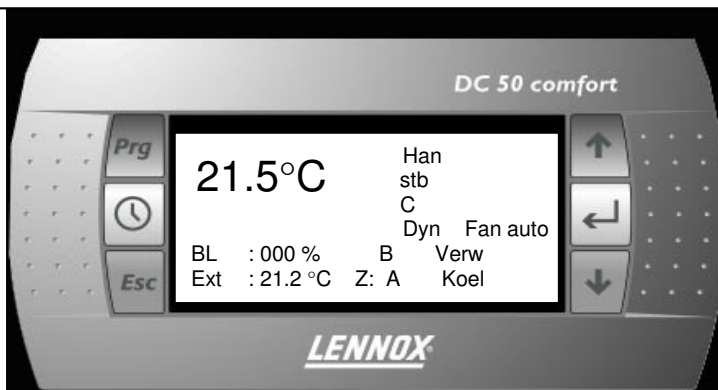 DC 50 comfort
Prg
21.5°C
Han
stb
C
Dyn Fan auto
BL : 000 % B Verw
Ext : 21.2 °C Z: A Koel
Esc
LENNOX